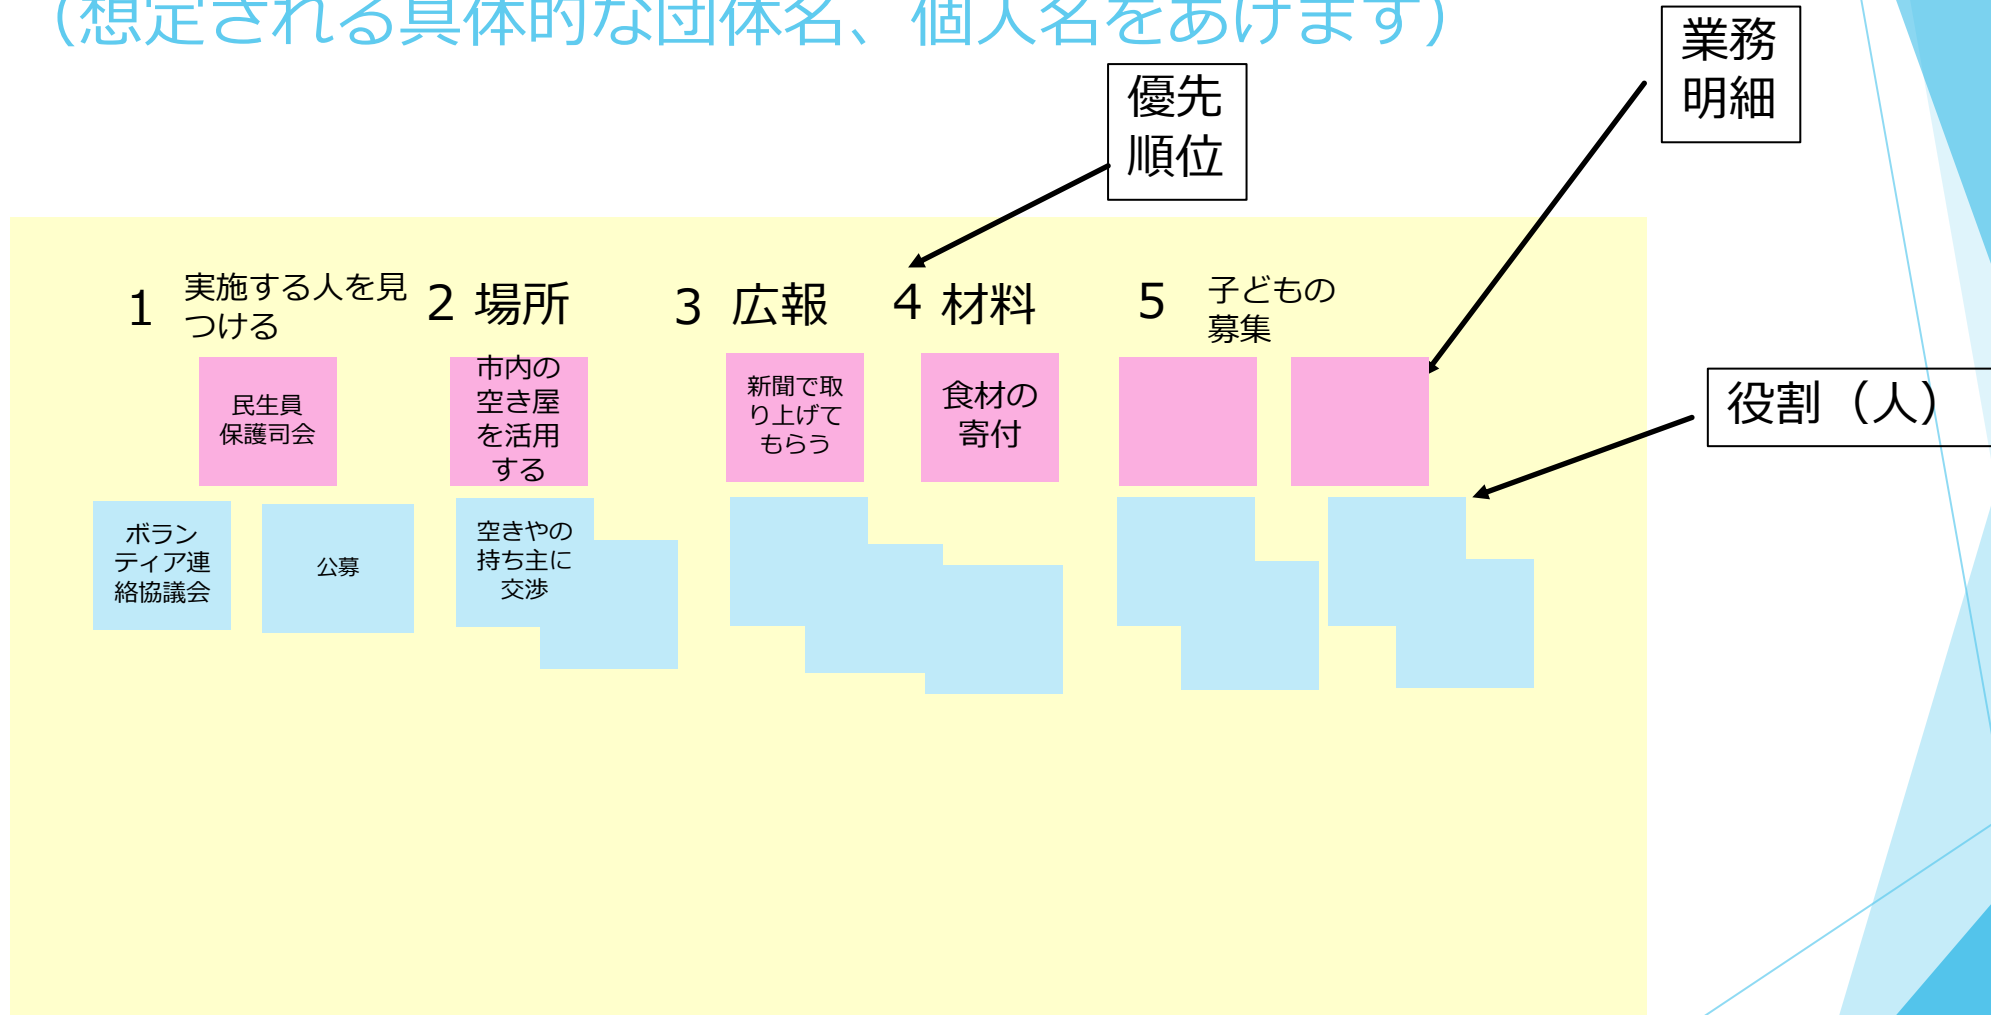 （想定される具体的な団体名、個人名をあげます）
業務
明細
優先
順位
1 実施する人を見
つける
2 場所
3 広報
4 材料
5 子どもの
募集
民生員
保護司会
市内の
空き屋
を活用
する
新聞で取
り上げて
もらう
食材の
寄付
役割（人）
ボラン
ティア連
絡協議会
公募
空きやの
持ち主に
交渉